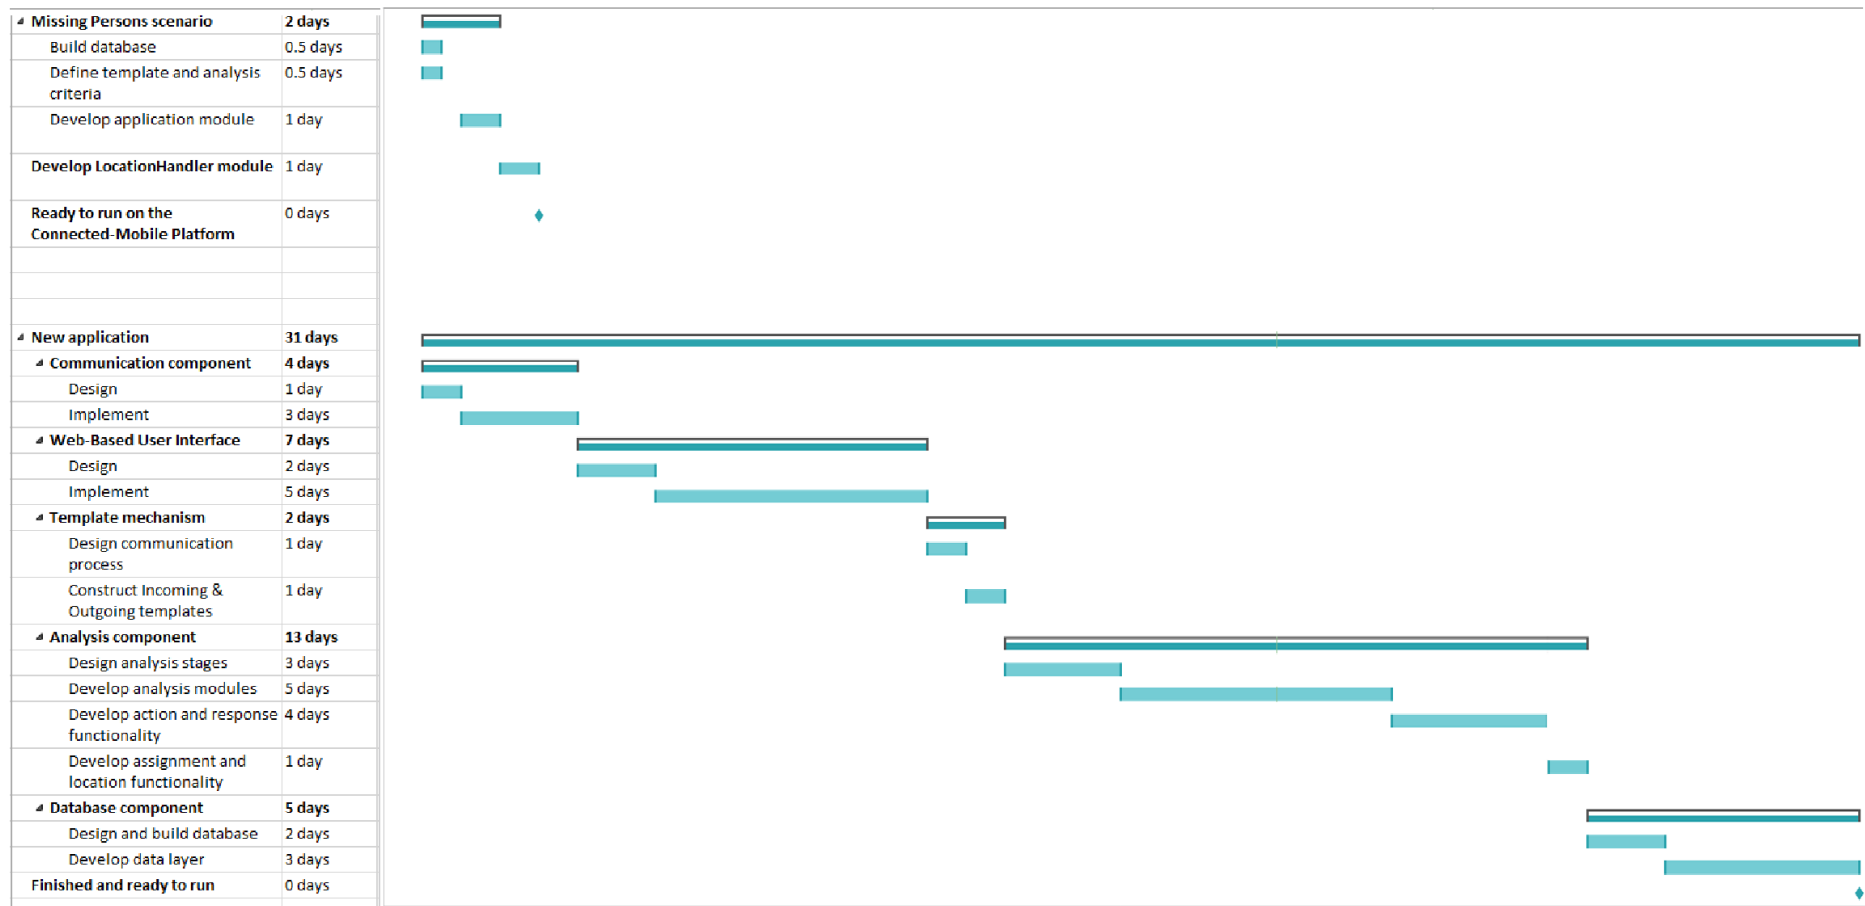 Missing Persons scenario 2 days
Build database 0.5 days
Define template and analysis 0.5 days
criteria
Develop application module 1 day
Develop LocationHandler module 1 day
Ready to run on the 0 days
Connected-Mobile Platform
New application 31 days
Communication component 4 days
Design 1 day
Implement 3 days
Web-Based User Interface 7 days
Design 2 days
Implement 5 days
Template mechanism 2 days
Design communication 1 day
process
Construct Incoming & 1 day
Outgoing templates
Analysis component 13 days
Design analysis stages 3 days
Develop analysis modules 5 days
Develop action and response 4 days
functionality
Develop assignment and 1 day
location functionality
Database component 5 days
Design and build database 2 days
Develop data layer 3 days
Finished and ready to run 0 days